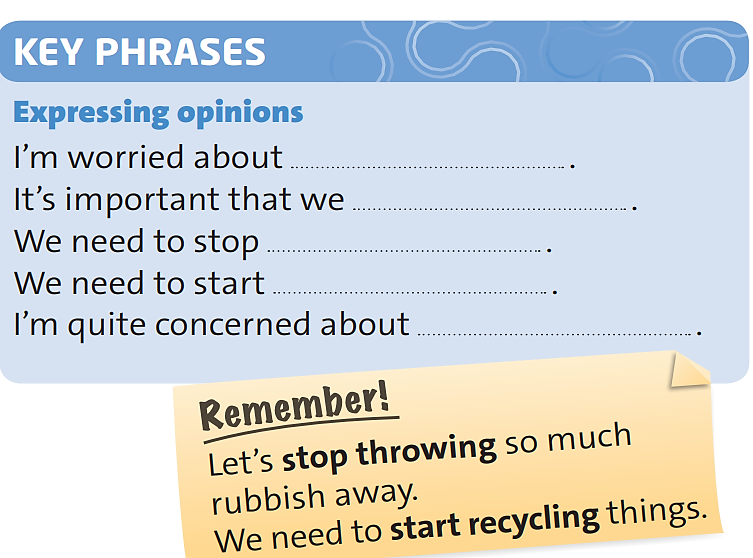 KEY PHRASES
Expressing opinions
I'm worried about .................................................... .
It's important that we .................................................... .
We need to stop .................................................... .
We need to start .................................................... .
I'm quite concerned about .................................................... .
Remember!
Let's stop throwing so much
rubbish away.
We need to start recycling things.